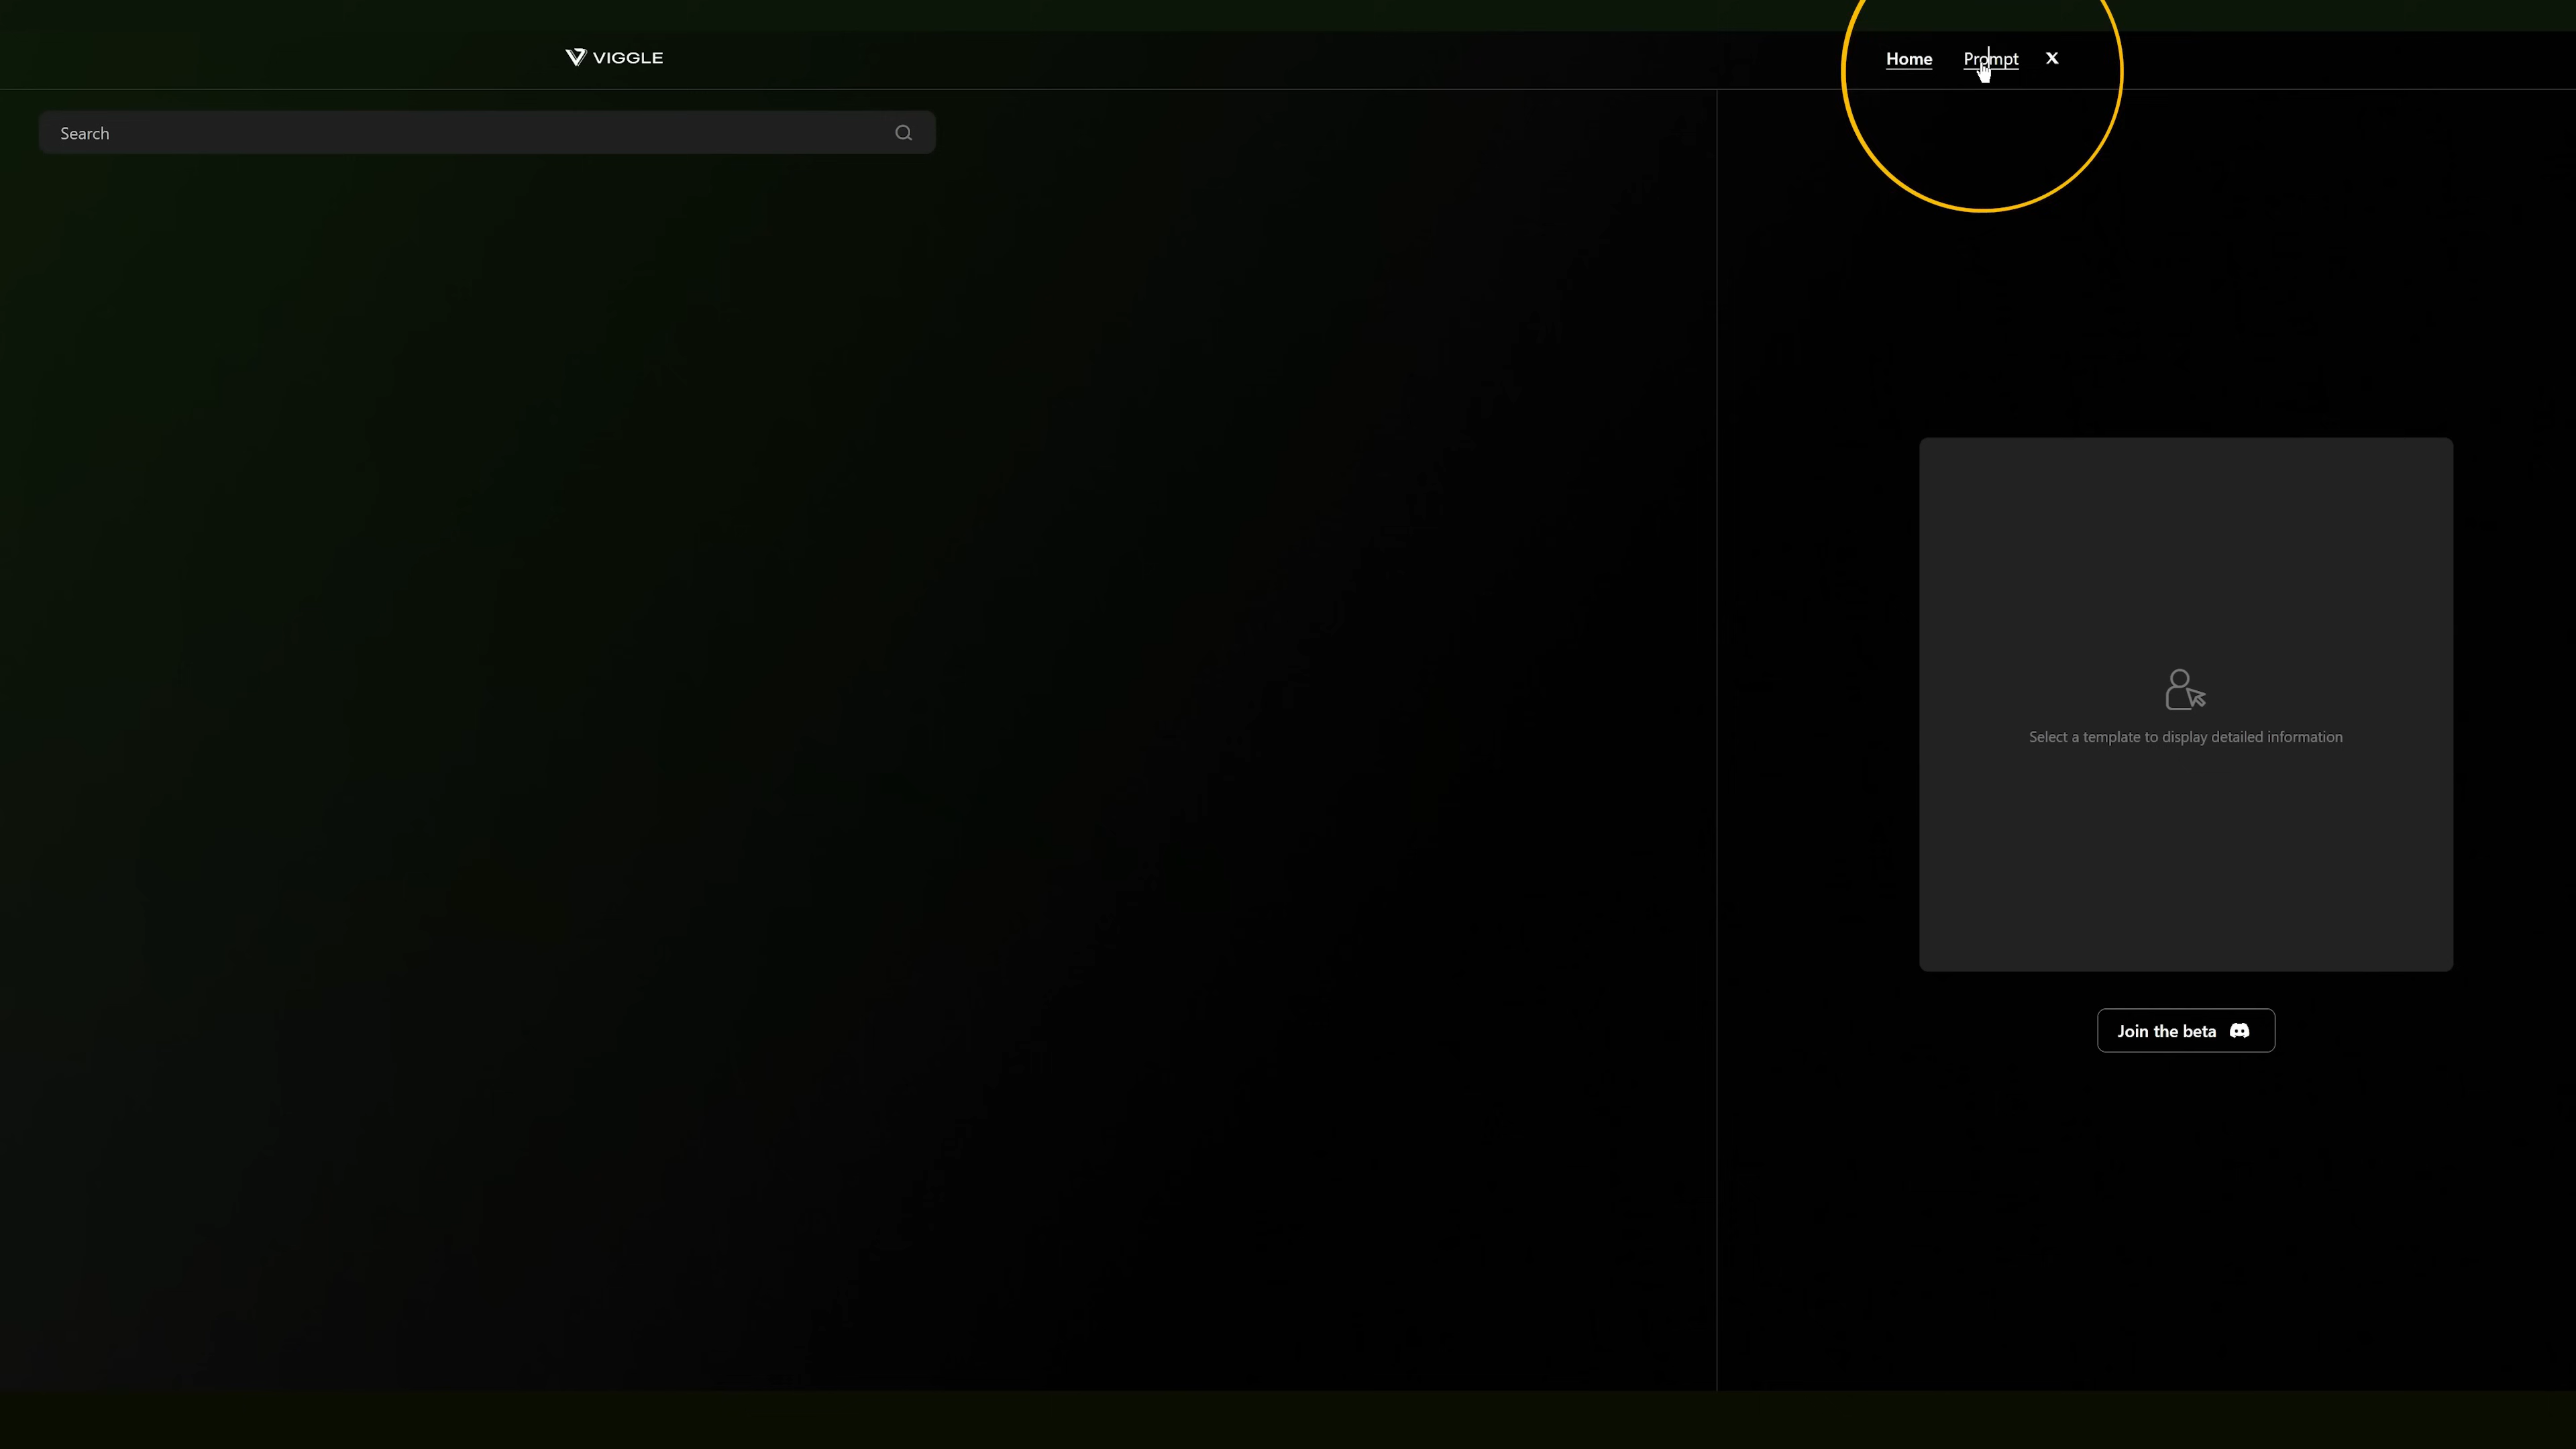 VIGGLE
Home Prompt X
Search
Select a template to display detailed information
Join the beta